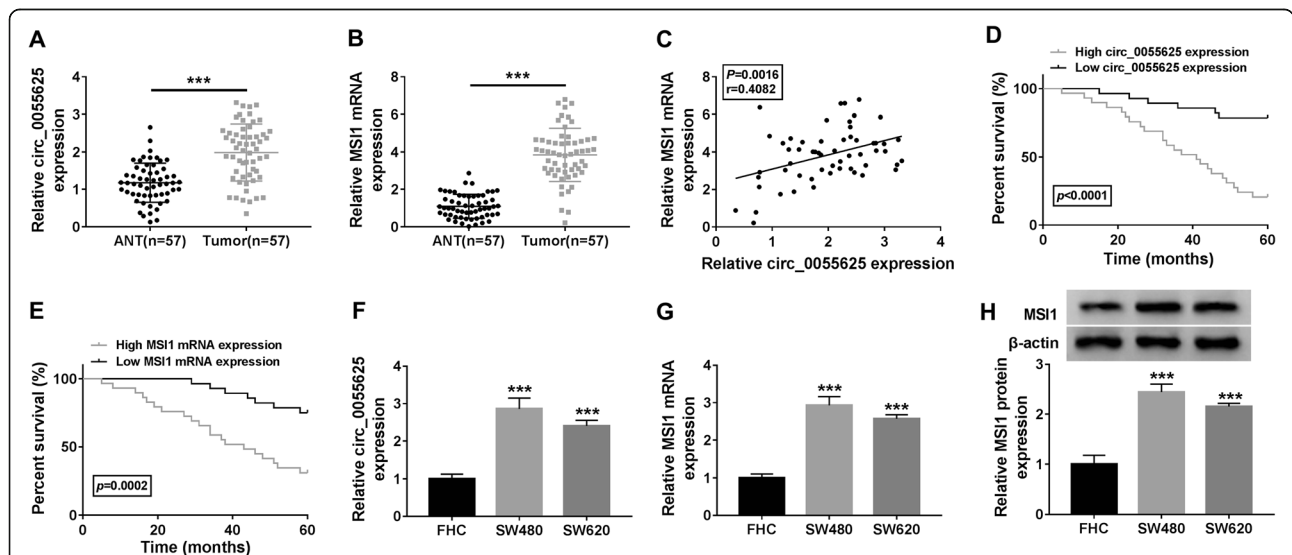 A
Relative circ_0055625
expression
4
3
2
1
0
***
ANT(n=57)
Tumor(n=57)
B
Relative MSI1 mRNA
expression
8
6
4
2
0
***
ANT(n=57)
Tumor(n=57)
C
Relative MSI1 mRNA
expression
8
6
4
2
0
P=0.0016
r=0.4082
0 1 2 3 4
Relative circ_0055625 expression
D
High circ_0055625 expression
Low circ_0055625 expression
Percent survival (%)
100
50
0
p<0.0001
0 20 40 60
Time (months)
E
High MSI1 mRNA expression
Low MSI1 mRNA expression
Percent survival (%)
100
50
0
p=0.0002
0 20 40 60
Time (months)
F
Relative circ_0055625
expression
4
3
2
1
0
***
***
FHC SW480 SW620
G
Relative MSI1 mRNA
expression
4
3
2
1
0
***
***
FHC SW480 SW620
H
MSI1
β-actin
Relative MSI1 protein
expression
3
2
1
0
***
***
FHC SW480 SW620